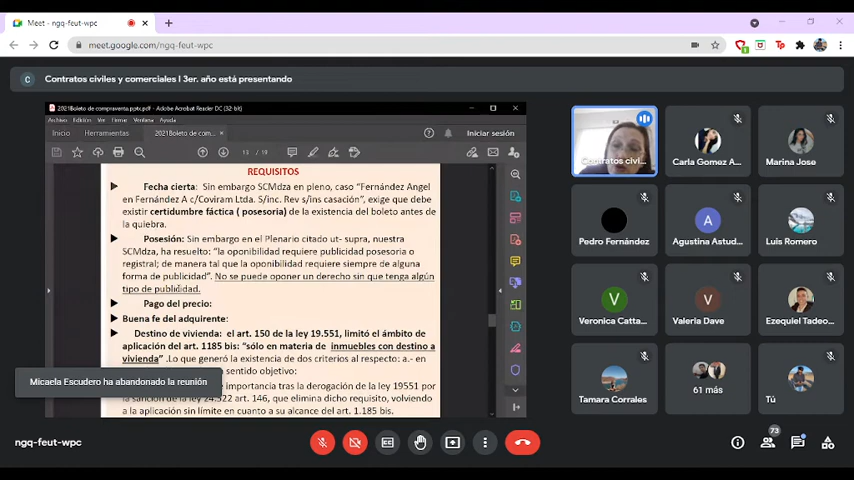 Meet - ngq-feut-wpc
meet.google.com/ngq-feut-wpc
C Contratos civiles y comerciales I 3er. año está presentando
2021Boleto de compraventa.pptx.pdf - Adobe Acrobat Reader DC (32-bit)
Archivo Edición Ver Firma Ventana Ayuda
Inicio Herramientas 2021Boleto de com... Iniciar sesión
13 / 19
REQUISITOS
Fecha cierta: Sin embargo SCMdza en pleno, caso "Fernández Angel
en Fernández A c/Coviram Ltda. S/inc. Rev s/ins casación", exige que debe
existir certidumbre fáctica ( posesoria) de la existencia del boleto antes de
la quiebra.
Posesión: Sin embargo en el Plenario citado ut- supra, nuestra
SCMdza, ha resuelto: "la oponibilidad requiere publicidad posesoria o
registral; de manera tal que la oponibilidad requiere siempre de alguna
forma de publicidad". No se puede oponer un derecho sin que tenga algún
tipo de publicidad.
Pago del precio:
Buena fe del adquirente:
Destino de vivienda: el art. 150 de la ley 19.551, limitó el ámbito de
aplicación del art. 1185 bis: "sólo en materia de inmuebles con destino a
vivienda" .Lo que generó la existencia de dos criterios al respecto: a.- en
sentido objetivo:
importancia tras la derogación de la ley 19551 por
la sanción de la ley 24.522 art. 146, que elimina dicho requisito, volviendo
a la aplicación sin límite en cuanto a su alcance del art. 1.185 bis.
Micaela Escudero ha abandonado la reunión
Contratos civi...
Carla Gomez A...
Marina Jose
Pedro Fernández
A
Agustina Astud...
Luis Romero
V
Veronica Catta...
V
Valeria Dave
Ezequiel Tadeo...
Tamara Corrales
61 más
Tú
ngq-feut-wpc
73